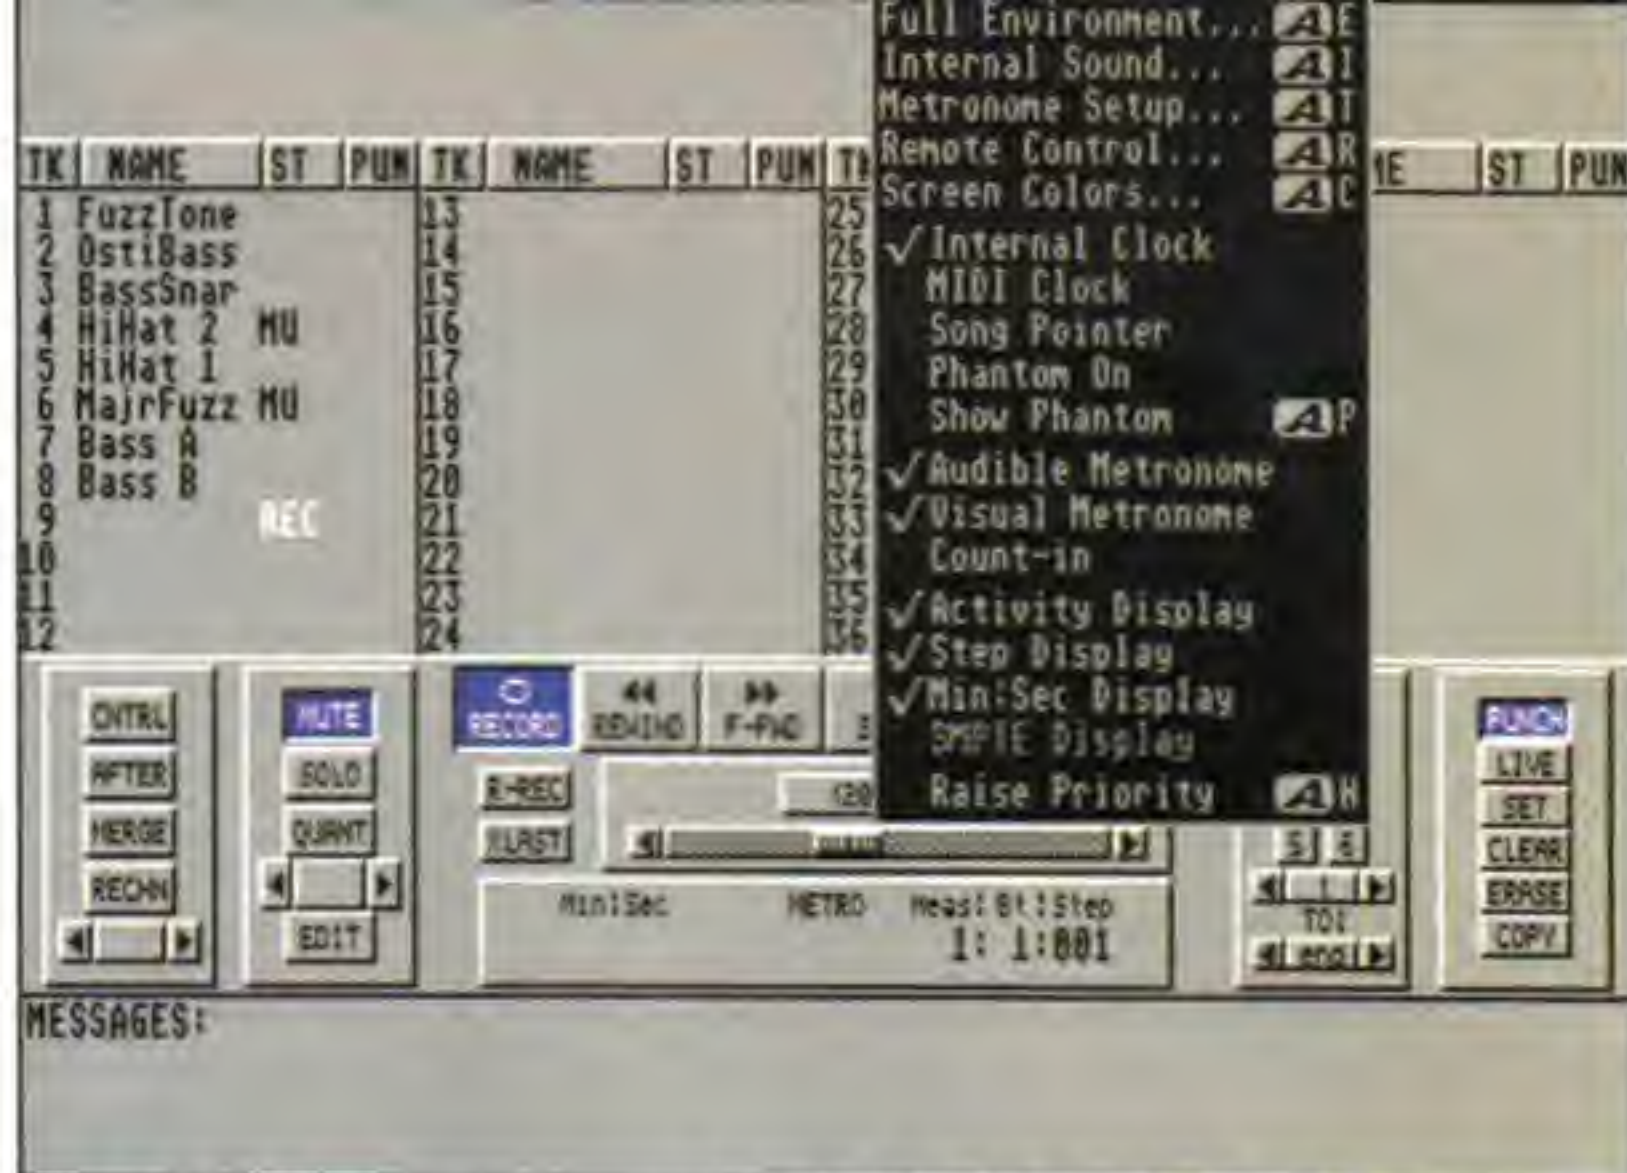 Full Environment... A E
Internal Sound... A I
Metronome Setup... A T
Remote Control... A R
Screen Colors... A C
✓Internal Clock
MIDI Clock
Song Pointer
Phantom On
Show Phantom A P
✓Audible Metronome
✓Visual Metronome
Count-in
✓Activity Display
✓Step Display
✓Min:Sec Display
SMPTE Display
Raise Priority A H
TK NAME ST PUN TK NAME ST PUN ST PUN
1 FuzzTone 13 25
2 OstiBass 14 26
3 BassSnar 15 27
4 HiHat 2 MU 16 28
5 HiHat 1 17 29
6 MajrFuzz MU 18 30
7 Bass A 19 31
8 Bass B 20 32
9 REC 21 33
10 22 34
11 23 35
12 24 36
CNTRL
AFTER
MERGE
RECHN
MUTE
SOLO
QUANT
EDIT
RECORD REWIND F-FWD
R-REC
XLAST
Min:Sec METRO Meas: Bt:Step
1: 1:001
5 6
1
TO:
end
PUNCH
LIVE
SET
CLEAR
ERASE
COPY
MESSAGES: